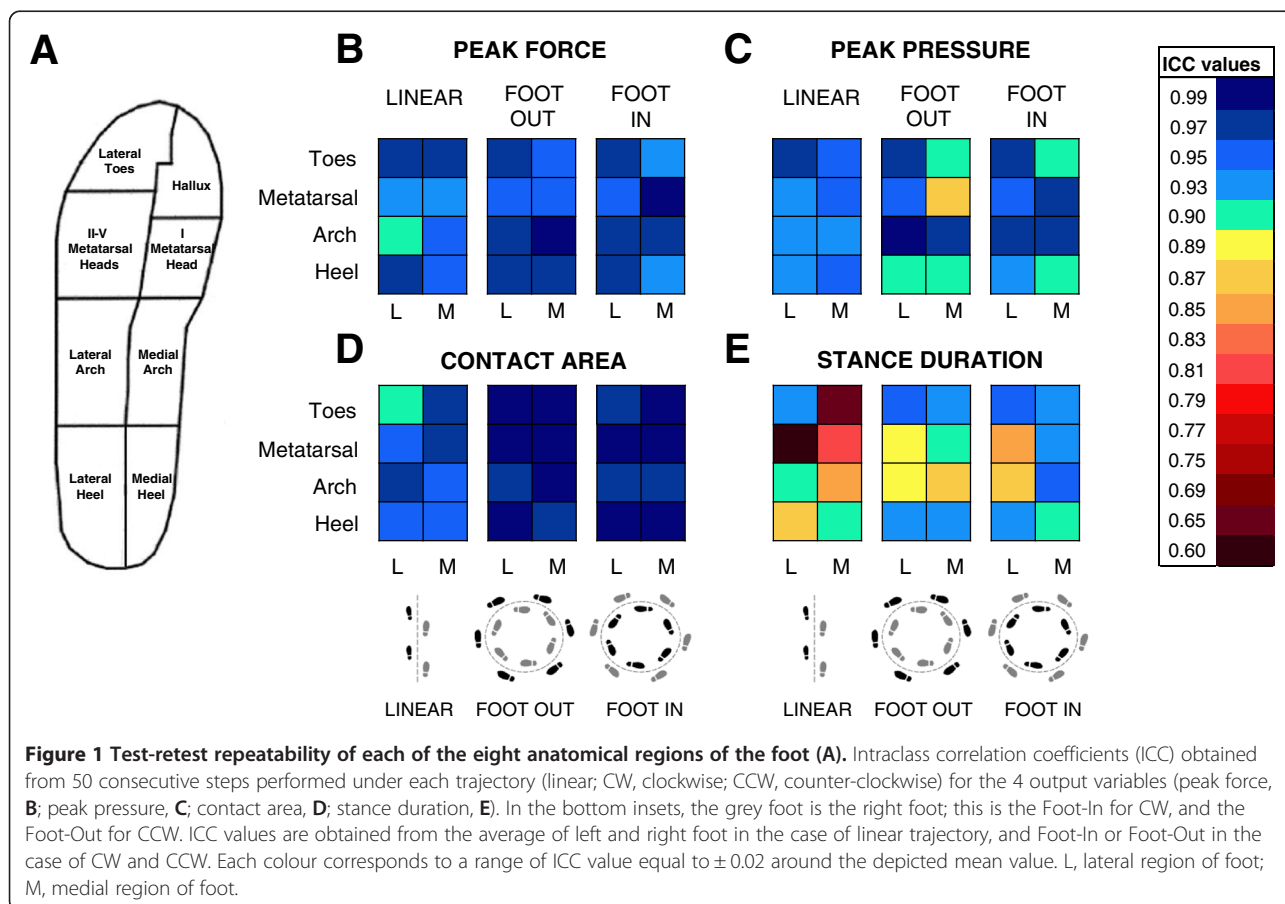 A
Lateral
Toes
Hallux
II-V
Metatarsal
Heads
I
Metatarsal
Head
Lateral
Arch
Medial
Arch
Lateral
Heel
Medial
Heel
B PEAK FORCE
LINEAR
FOOT
OUT
FOOT
IN
Toes
Metatarsal
Arch
Heel
L M L M L M
C PEAK PRESSURE
LINEAR
FOOT
OUT
FOOT
IN
L M L M L M
D CONTACT AREA
Toes
Metatarsal
Arch
Heel
L M L M L M
LINEAR FOOT OUT FOOT IN
E STANCE DURATION
L M L M L M
LINEAR FOOT OUT FOOT IN
ICC values
0.99
0.97
0.95
0.93
0.90
0.89
0.87
0.85
0.83
0.81
0.79
0.77
0.75
0.69
0.65
0.60
Figure 1 Test-retest repeatability of each of the eight anatomical regions of the foot (A). Intraclass correlation coefficients (ICC) obtained
from 50 consecutive steps performed under each trajectory (linear; CW, clockwise; CCW, counter-clockwise) for the 4 output variables (peak force,
B; peak pressure, C; contact area, D; stance duration, E). In the bottom insets, the grey foot is the right foot; this is the Foot-In for CW, and the
Foot-Out for CCW. ICC values are obtained from the average of left and right foot in the case of linear trajectory, and Foot-In or Foot-Out in the
case of CW and CCW. Each colour corresponds to a range of ICC value equal to ± 0.02 around the depicted mean value. L, lateral region of foot;
M, medial region of foot.